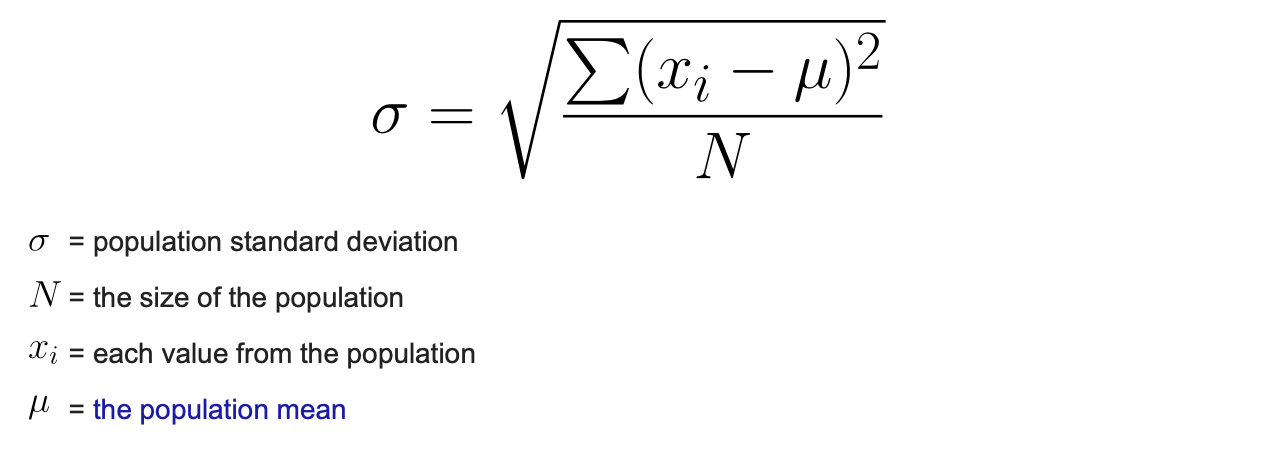 σ = √(∑(xᵢ − μ)² / N)
σ = population standard deviation
N = the size of the population
xᵢ = each value from the population
μ = the population mean